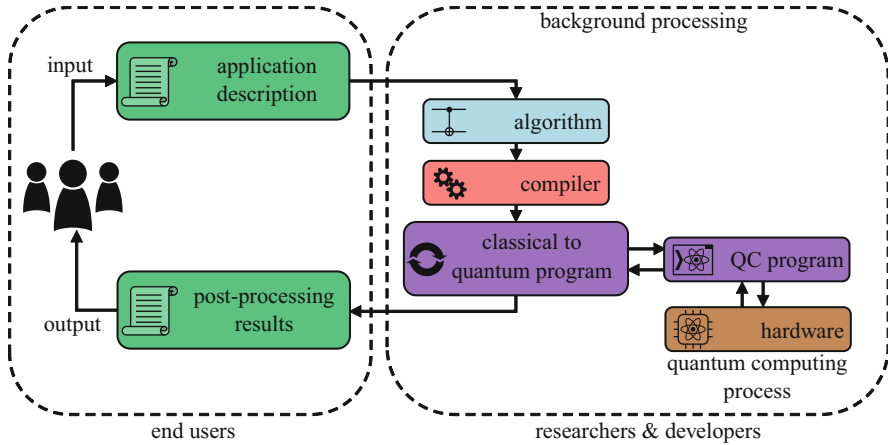 background processing
input
application
description
algorithm
compiler
classical to
quantum program
QC program
hardware
quantum computing
process
post-processing
results
output
end users
researchers & developers